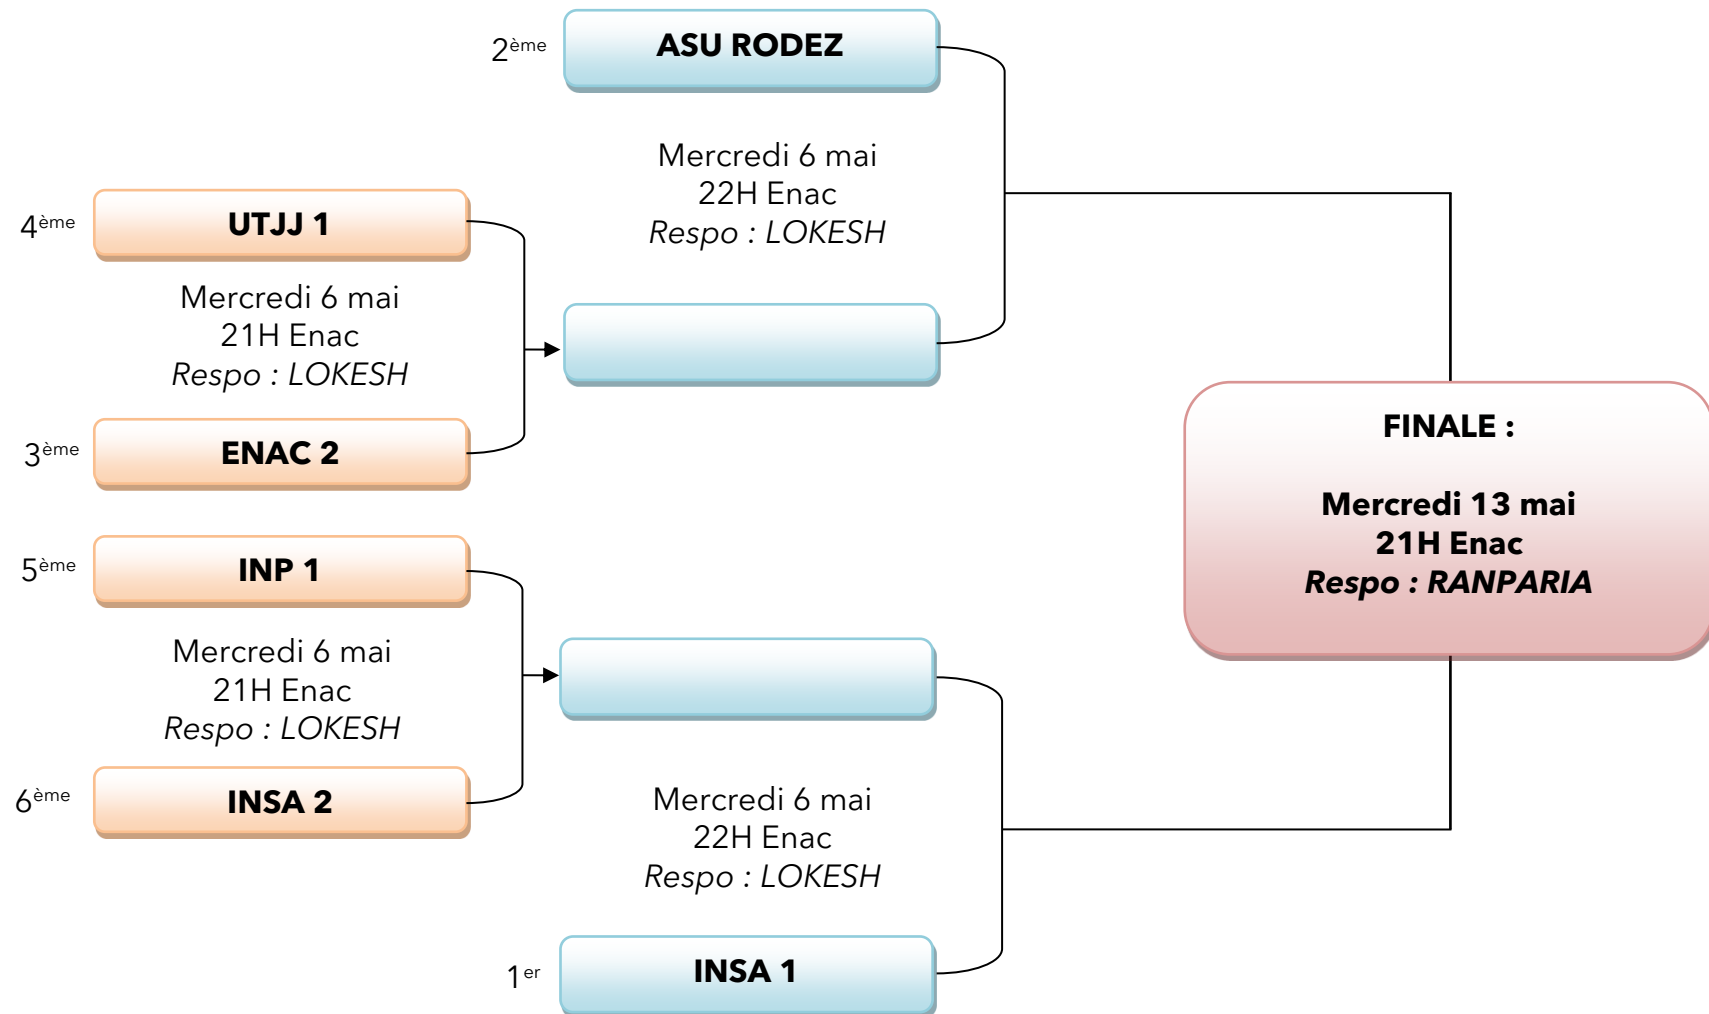 2ème
ASU RODEZ
Mercredi 6 mai
22H Enac
Respo : LOKESH
4ème
UTJJ 1
Mercredi 6 mai
21H Enac
Respo : LOKESH
3ème
ENAC 2
FINALE :
Mercredi 13 mai
21H Enac
Respo : RANPARIA
5ème
INP 1
Mercredi 6 mai
21H Enac
Respo : LOKESH
6ème
INSA 2
Mercredi 6 mai
22H Enac
Respo : LOKESH
1er
INSA 1